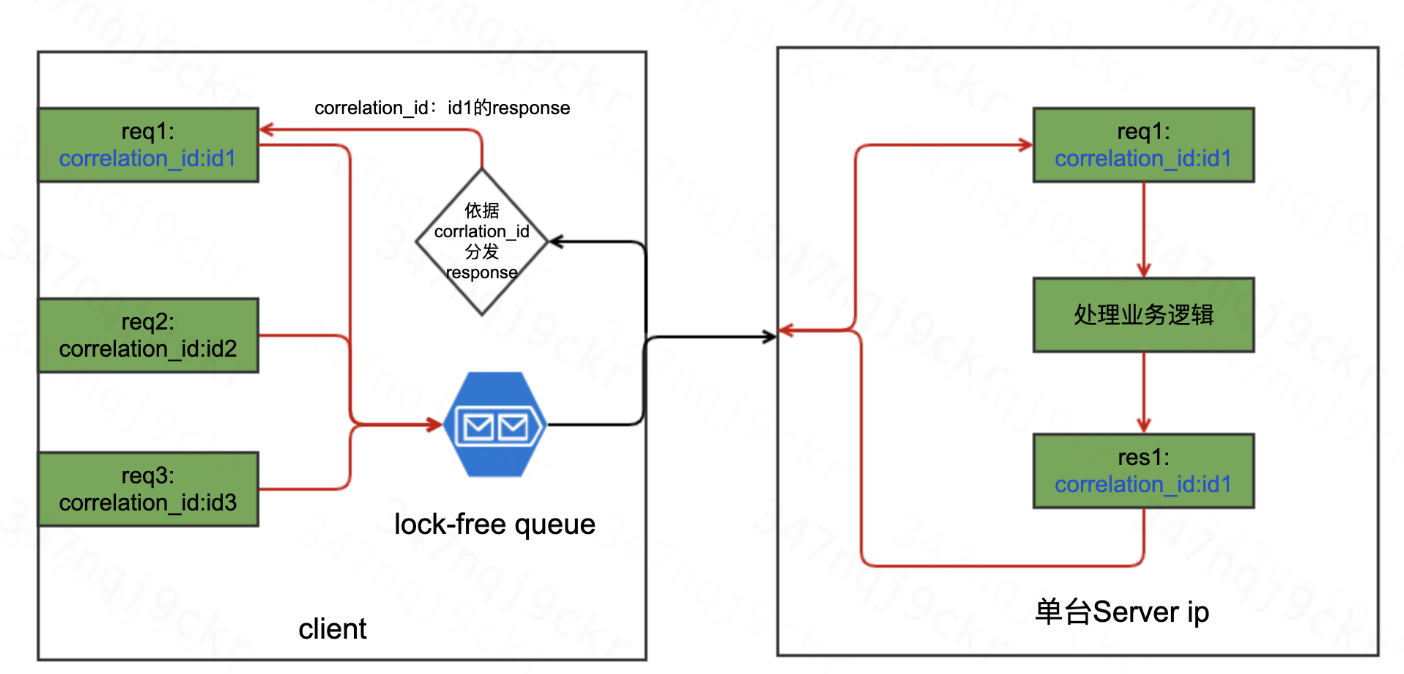 correlation_id：id1的response
req1:
correlation_id:id1
依据
corrlation_id
分发
response
req2:
correlation_id:id2
req3:
correlation_id:id3
lock-free queue
client
req1:
correlation_id:id1
处理业务逻辑
res1:
correlation_id:id1
单台Server ip
347nqj9ckr